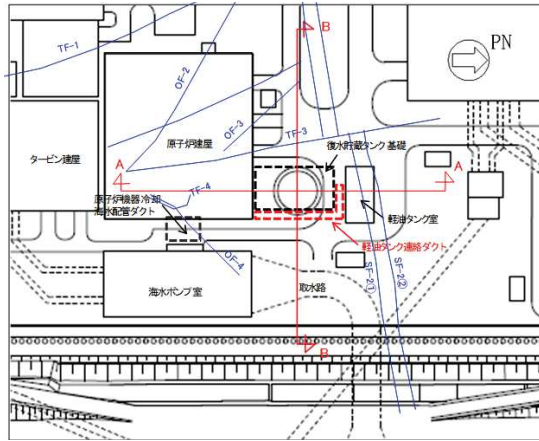 TF-1
OF-2
B
PN
OF-3
原子炉建屋
TF-3
復水貯蔵タンク 基礎
タービン建屋
A
A
原子炉機器冷却
海水配管ダクト
TF-4
軽油タンク室
軽油タンク連絡ダクト
OF-4
海水ポンプ室
取水路
SF-2①
SF-2②
B